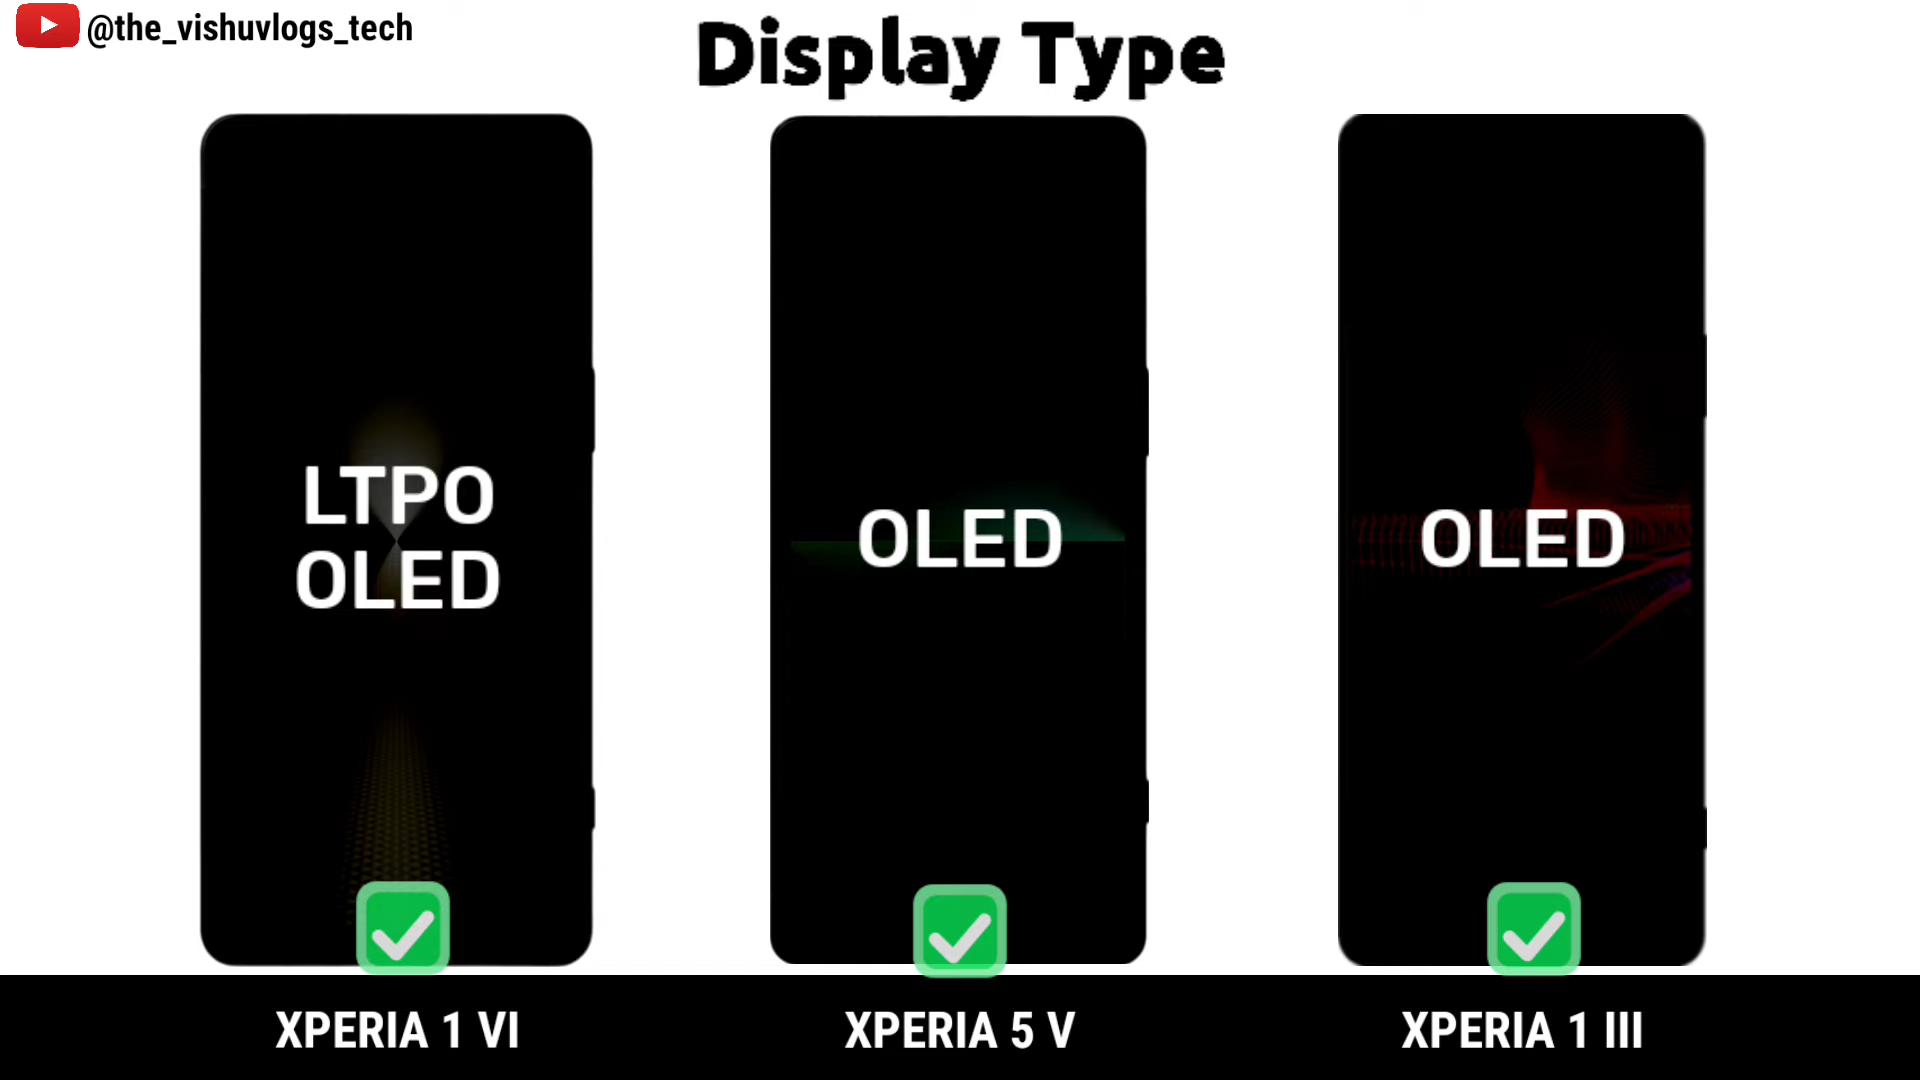 @the_vishuvlogs_tech
Display Type
LTPO
OLED
OLED
OLED
XPERIA 1 VI
XPERIA 5 V
XPERIA 1 III